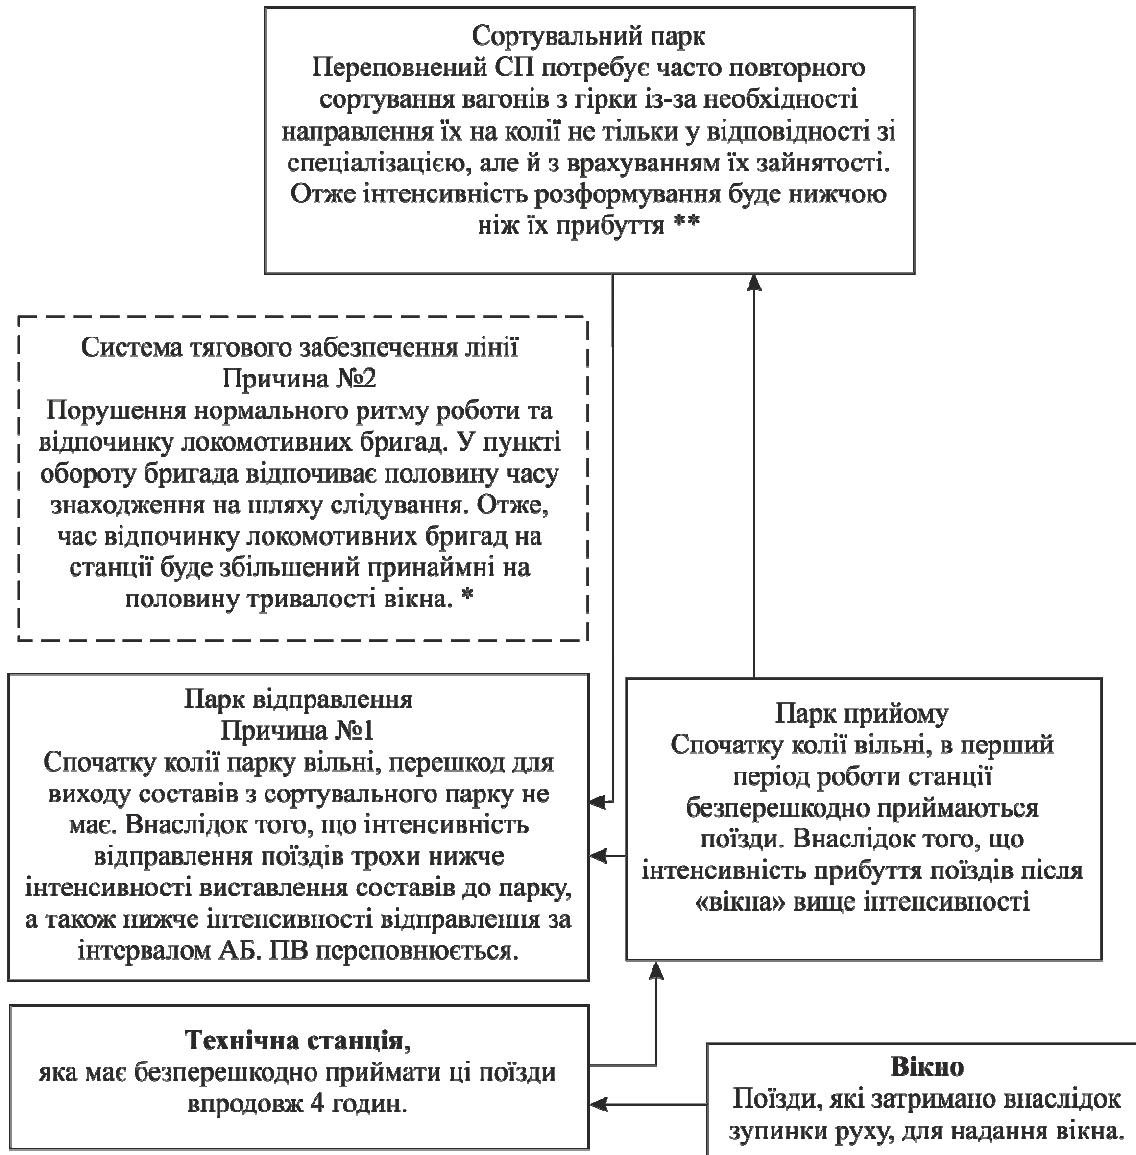 Сортувальний парк
Переповнений СП потребує часто повторного
сортування вагонів з гірки із-за необхідності
направлення їх на колії не тільки у відповідності зі
спеціалізацією, але й з врахуванням їх зайнятості.
Отже інтенсивність розформування буде нижчою
ніж їх прибуття **
Система тягового забезпечення лінії
Причина №2
Порушення нормального ритму роботи та
відпочинку локомотивних бригад. У пункті
обороту бригада відпочиває половину часу
знаходження на шляху слідування. Отже,
час відпочинку локомотивних бригад на
станції буде збільшений принаймні на
половину тривалості вікна. *
Парк відправлення
Причина №1
Спочатку колії парку вільні, перешкод для
виходу составів з сортувального парку не
має. Внаслідок того, що інтенсивність
відправлення поїздів трохи нижче
інтенсивності виставлення составів до парку,
а також нижче інтенсивності відправлення за
інтервалом АБ. ПВ переповнюється.
Парк прийому
Спочатку колії вільні, в перший
період роботи станції
безперешкодно приймаються
поїзди. Внаслідок того, що
інтенсивність прибуття поїздів після
«вікна» вище інтенсивності
Технічна станція,
яка має безперешкодно приймати ці поїзди
впродовж 4 годин.
Вікно
Поїзди, які затримано внаслідок
зупинки руху, для надання вікна.